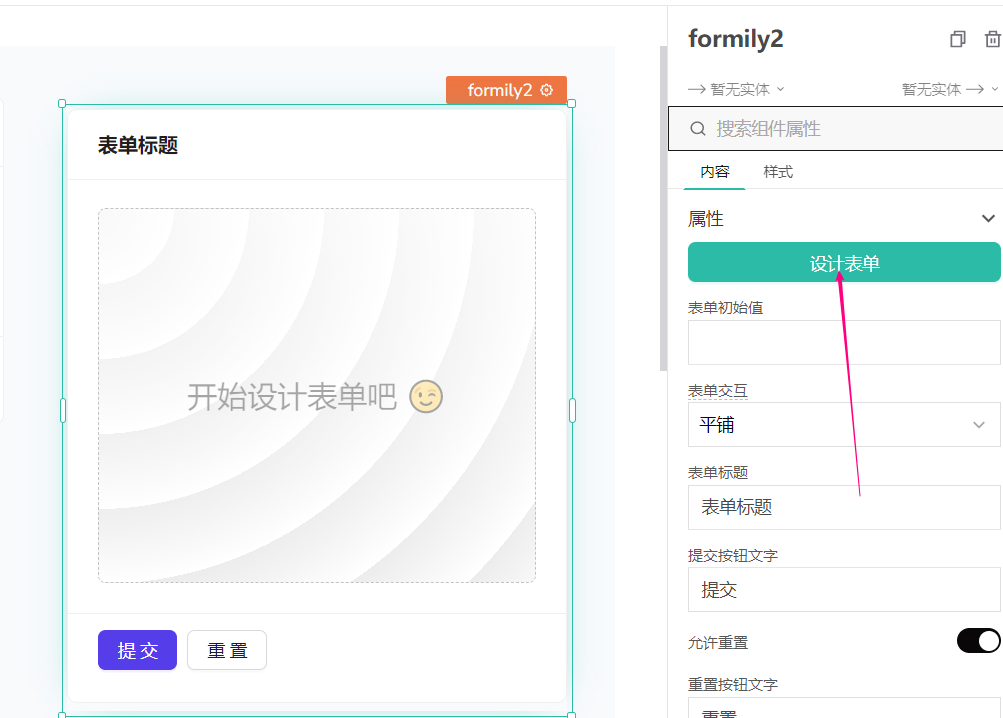 formily2
表单标题
开始设计表单吧
提交
重置
formily2
暂无实体
暂无实体
搜索组件属性
内容
样式
属性
设计表单
表单初始值
表单交互
平铺
表单标题
表单标题
提交按钮文字
提交
允许重置
重置按钮文字
重置